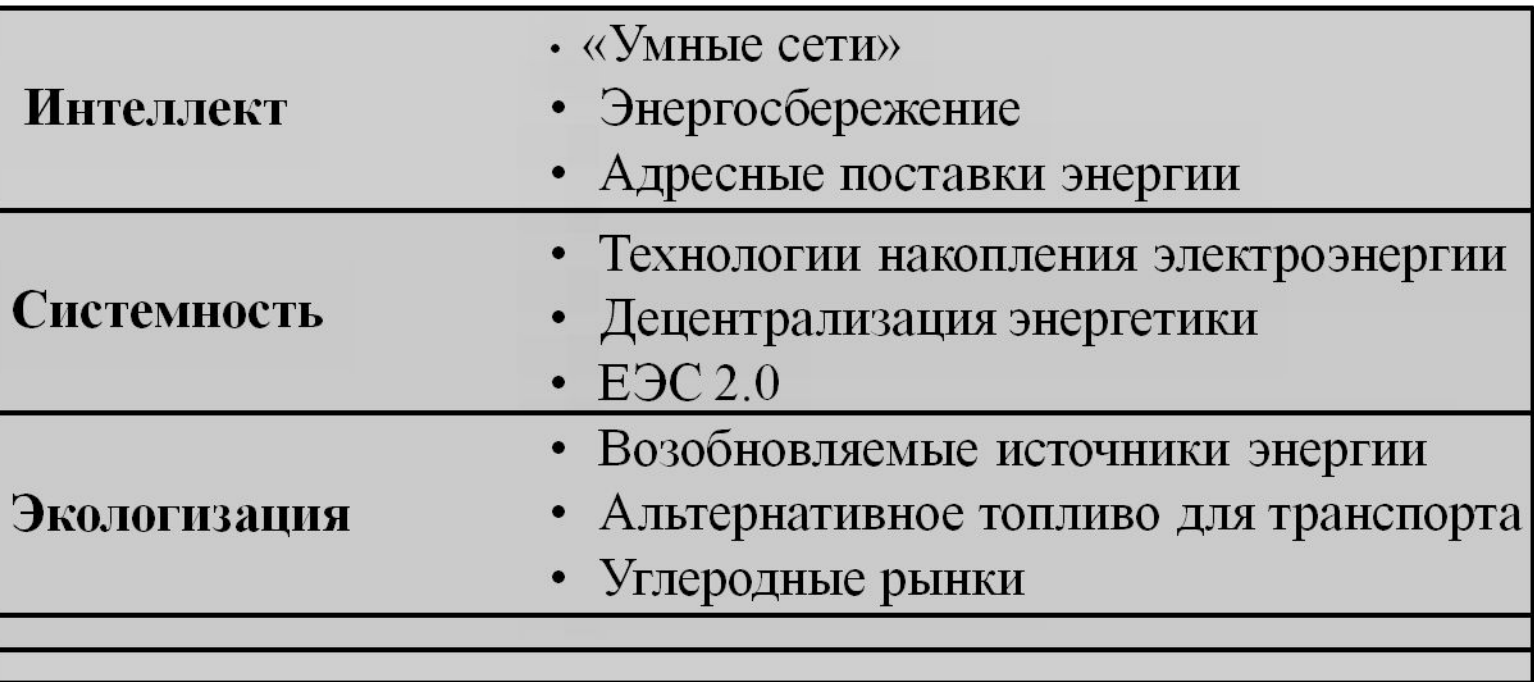 Интеллект
• «Умные сети»
• Энергосбережение
• Адресные поставки энергии
Системность
• Технологии накопления электроэнергии
• Децентрализация энергетики
• ЕЭС 2.0
Экологизация
• Возобновляемые источники энергии
• Альтернативное топливо для транспорта
• Углеродные рынки